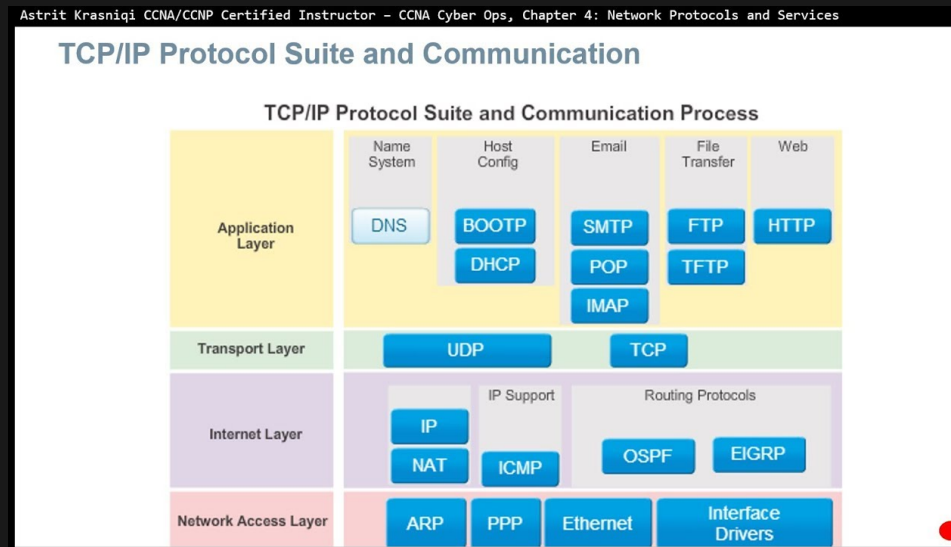 Astrit Krasniqi CCNA/CCNP Certified Instructor – CCNA Cyber Ops, Chapter 4: Network Protocols and Services
TCP/IP Protocol Suite and Communication
TCP/IP Protocol Suite and Communication Process
Name
System
Host
Config
Email
File
Transfer
Web
Application
Layer
DNS
BOOTP
DHCP
SMTP
POP
IMAP
FTP
TFTP
HTTP
Transport Layer
UDP
TCP
Internet Layer
IP
NAT
IP Support
ICMP
Routing Protocols
OSPF
EIGRP
Network Access Layer
ARP
PPP
Ethernet
Interface
Drivers